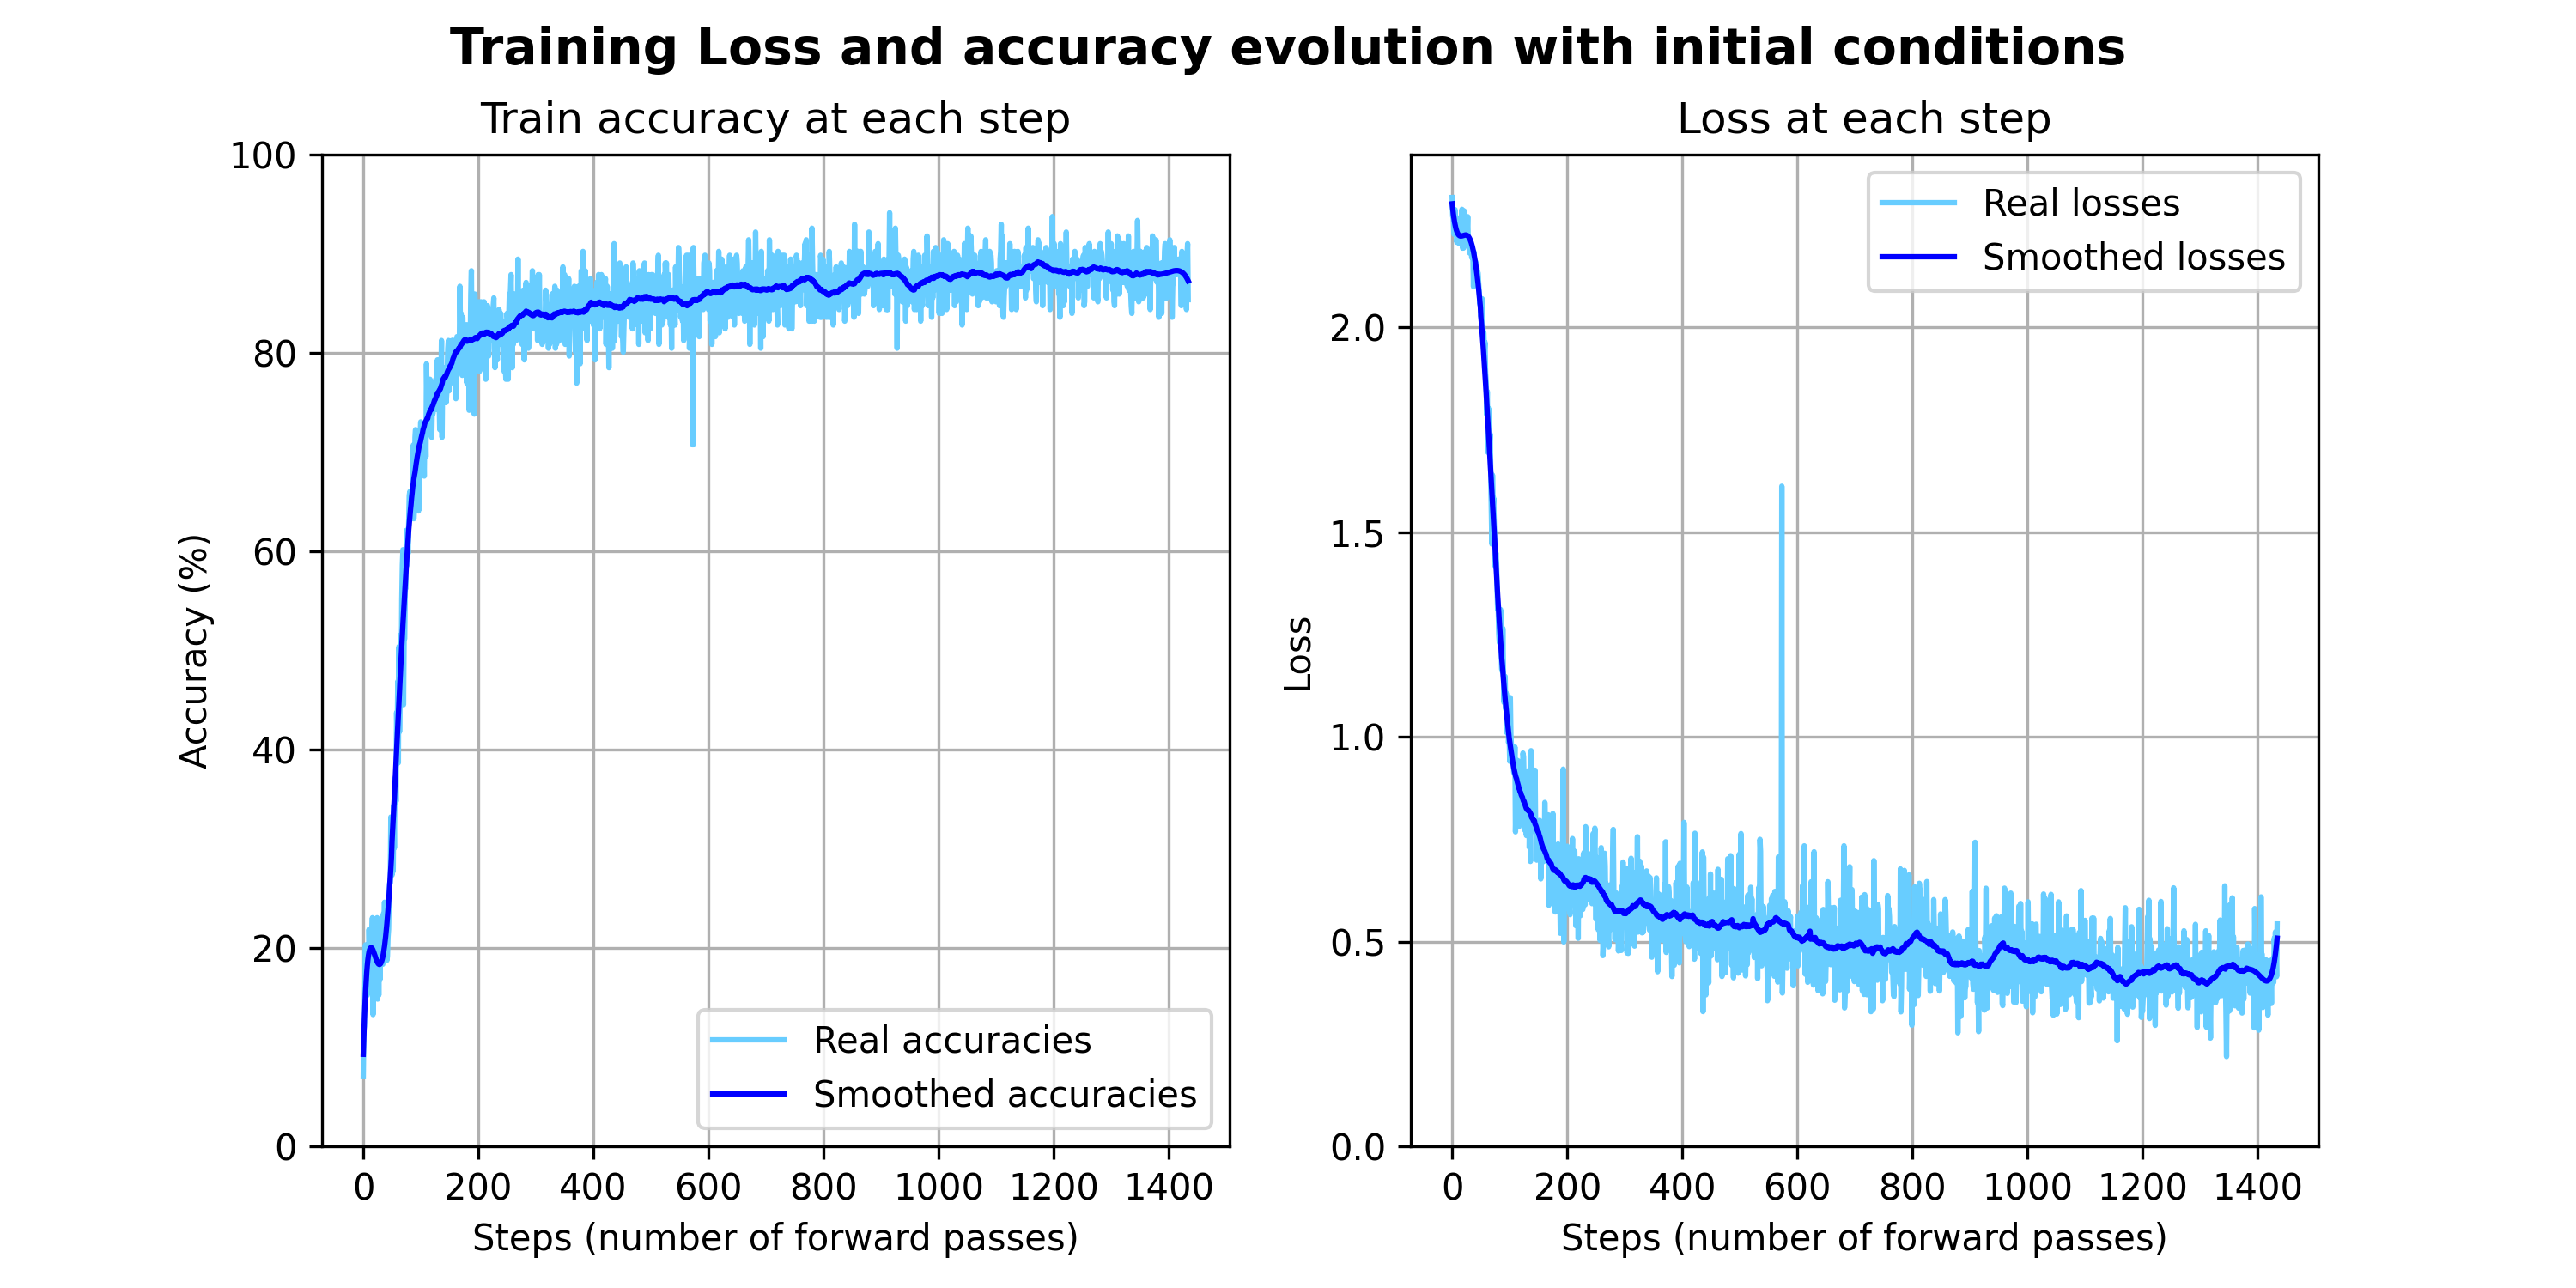 Training Loss and accuracy evolution with initial conditions
Train accuracy at each step
100
80
60
40
20
0
Accuracy (%)
Real accuracies
Smoothed accuracies
0 200 400 600 800 1000 1200 1400
Steps (number of forward passes)
Loss at each step
Real losses
Smoothed losses
2.0
1.5
1.0
0.5
0.0
Loss
0 200 400 600 800 1000 1200 1400
Steps (number of forward passes)